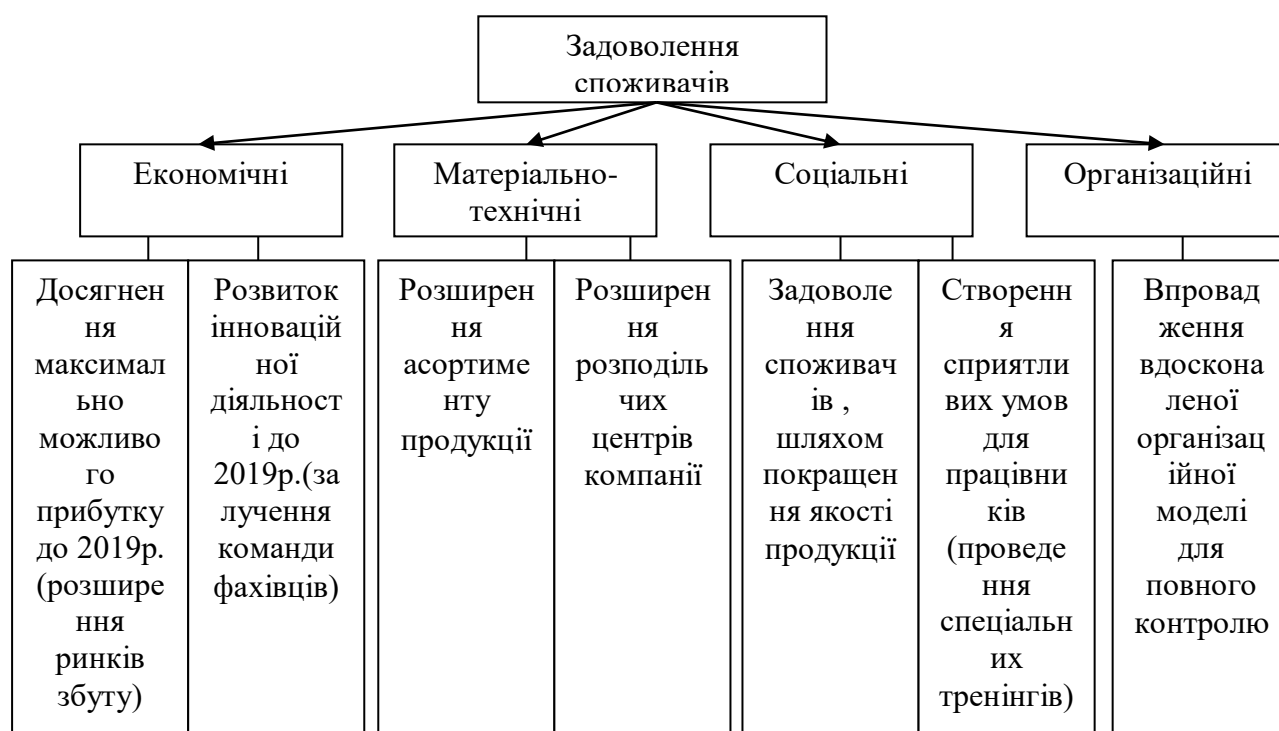 Задоволення
споживачів
Економічні
Матеріально-
технічні
Соціальні
Організаційні
Досягнен
ня
максимал
ьно
можливо
го
прибутку
до 2019р.
(розшире
ння
ринків
збуту)
Розвиток
інновацій
ної
діяльност
і до
2019р.(за
лучення
команди
фахівців)
Розширен
ня
асортиме
нту
продукції
Розширен
ня
розподіль
чих
центрів
компанії
Задоволе
ння
споживач
ів ,
шляхом
покращен
ня якості
продукції
Створенн
я
сприятли
вих умов
для
працівни
ків
(проведе
ння
спеціальн
их
тренінгів)
Впровад
ження
вдоскона
леної
організац
ійної
моделі
для
повного
контролю